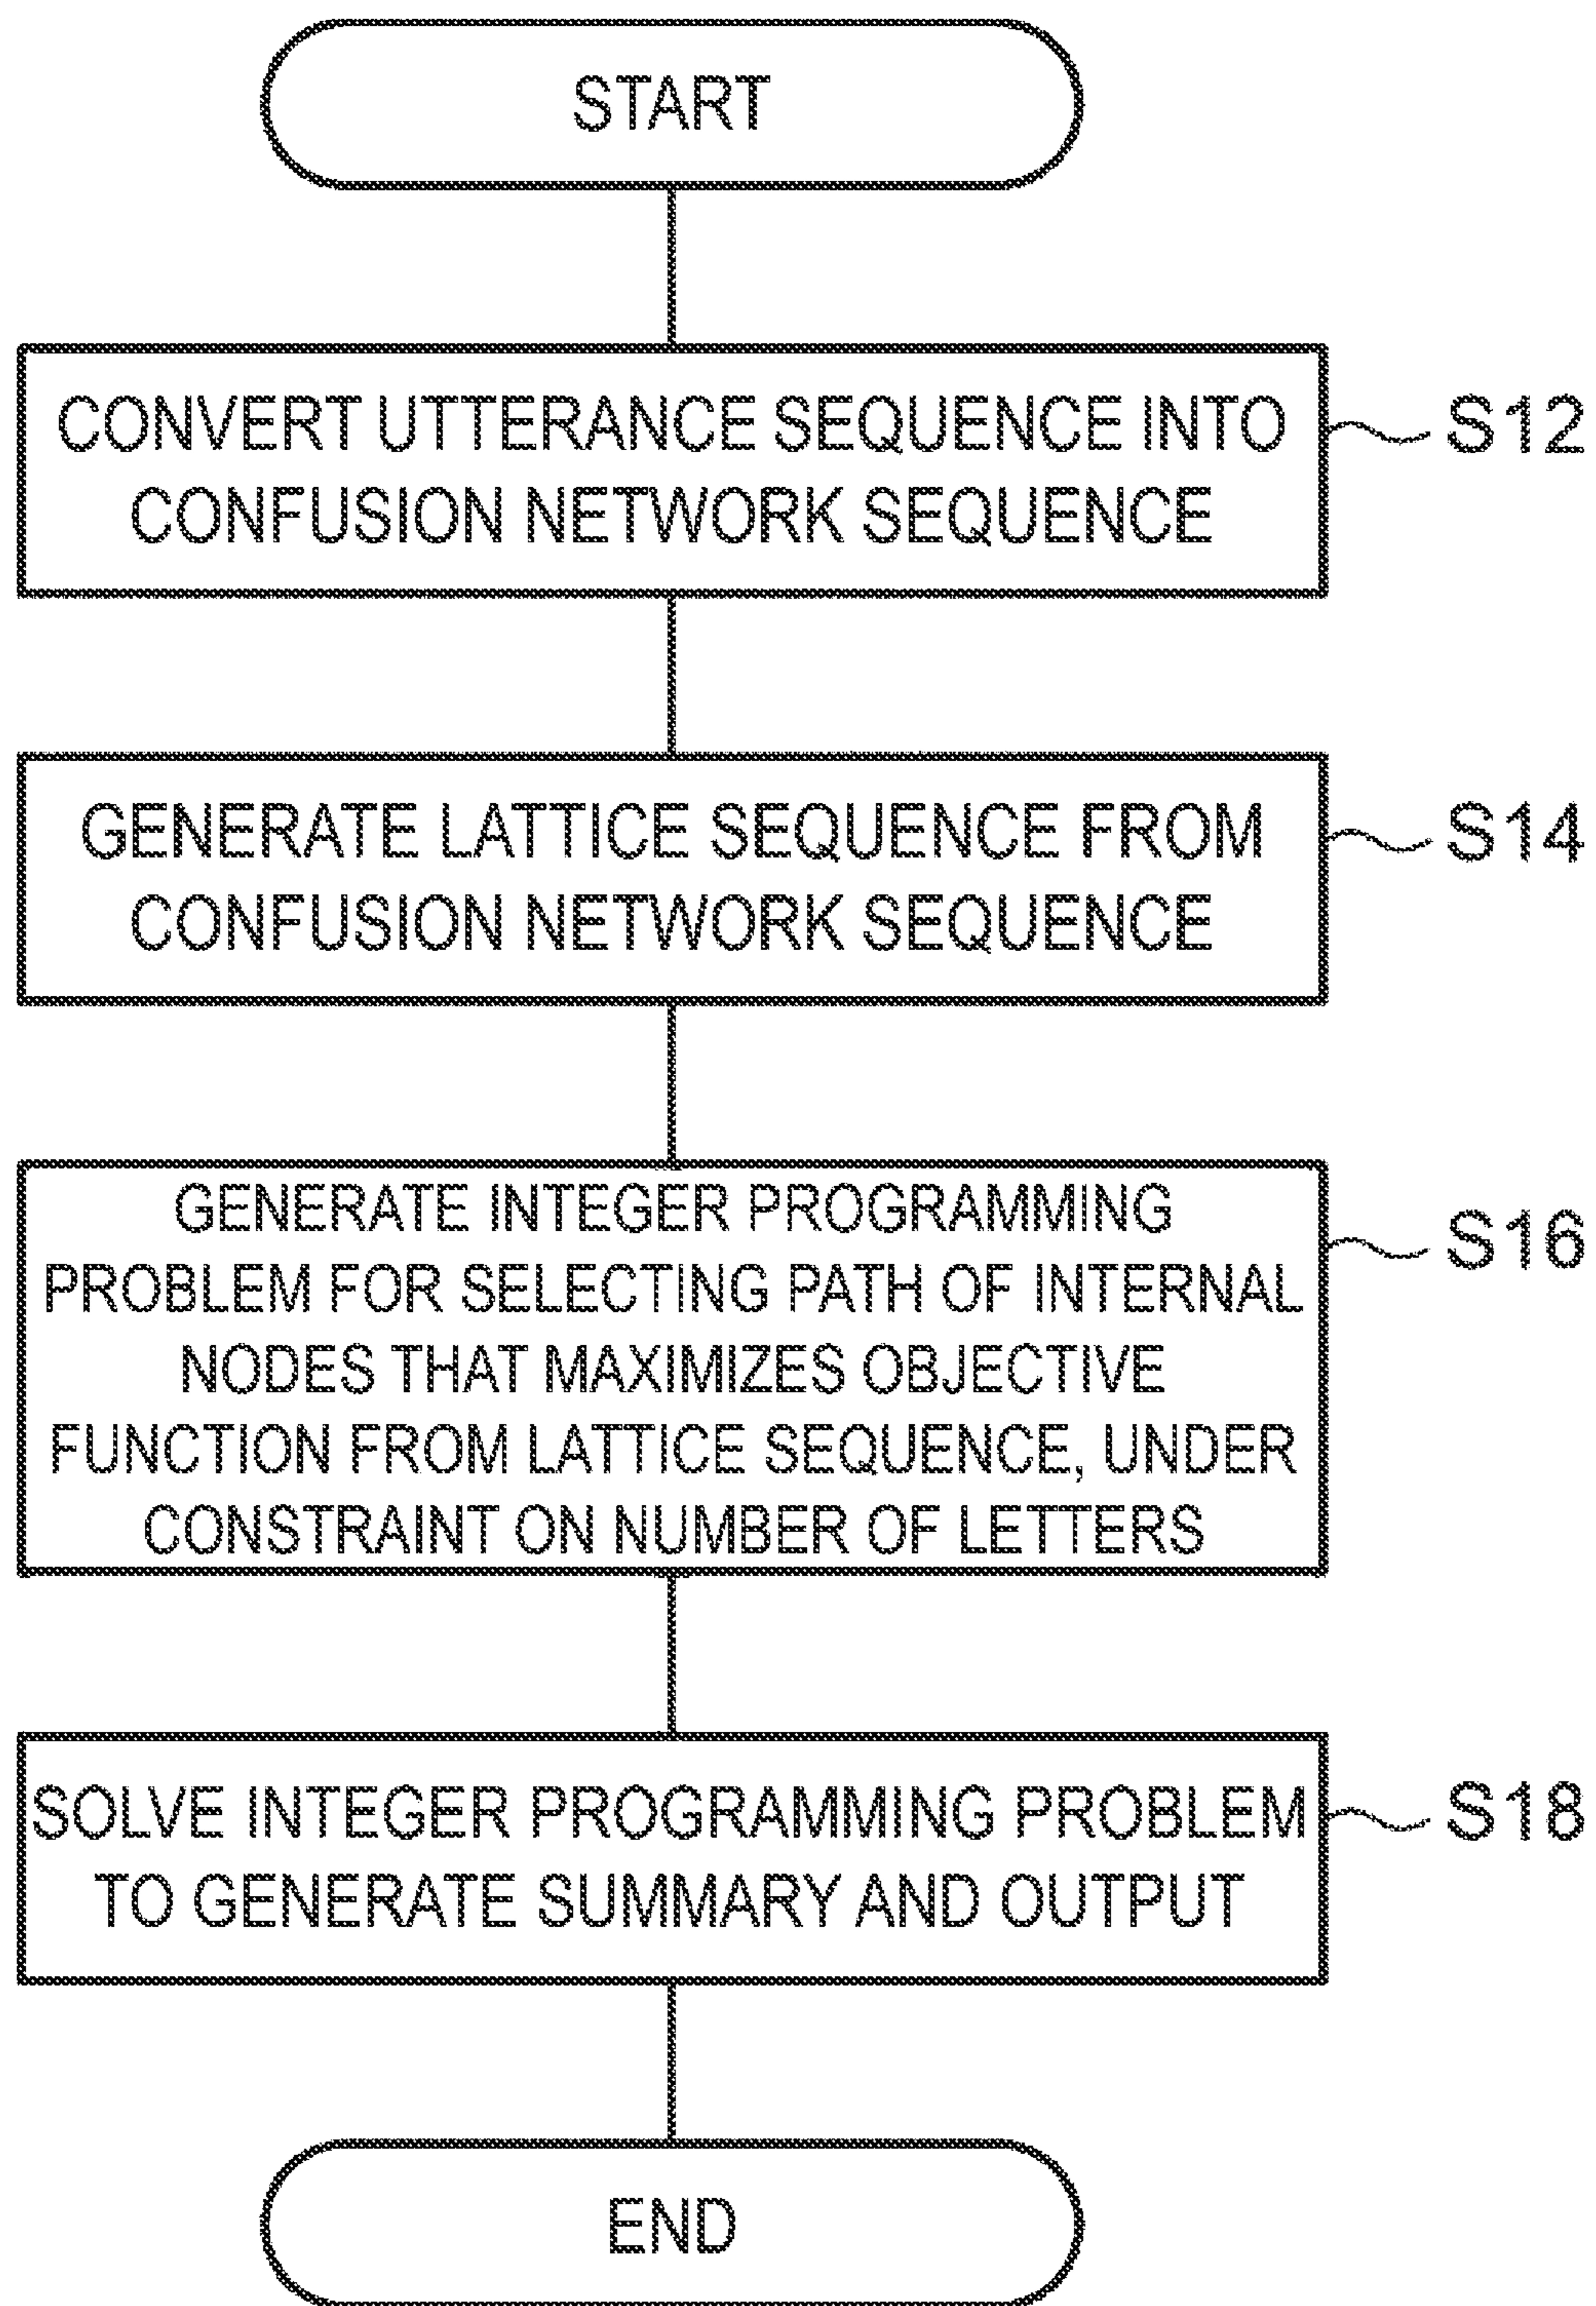 START
CONVERT UTTERANCE SEQUENCE INTO
CONFUSION NETWORK SEQUENCE
S12
GENERATE LATTICE SEQUENCE FROM
CONFUSION NETWORK SEQUENCE
S14
GENERATE INTEGER PROGRAMMING
PROBLEM FOR SELECTING PATH OF INTERNAL
NODES THAT MAXIMIZES OBJECTIVE
FUNCTION FROM LATTICE SEQUENCE, UNDER
CONSTRAINT ON NUMBER OF LETTERS
S16
SOLVE INTEGER PROGRAMMING PROBLEM
TO GENERATE SUMMARY AND OUTPUT
S18
END